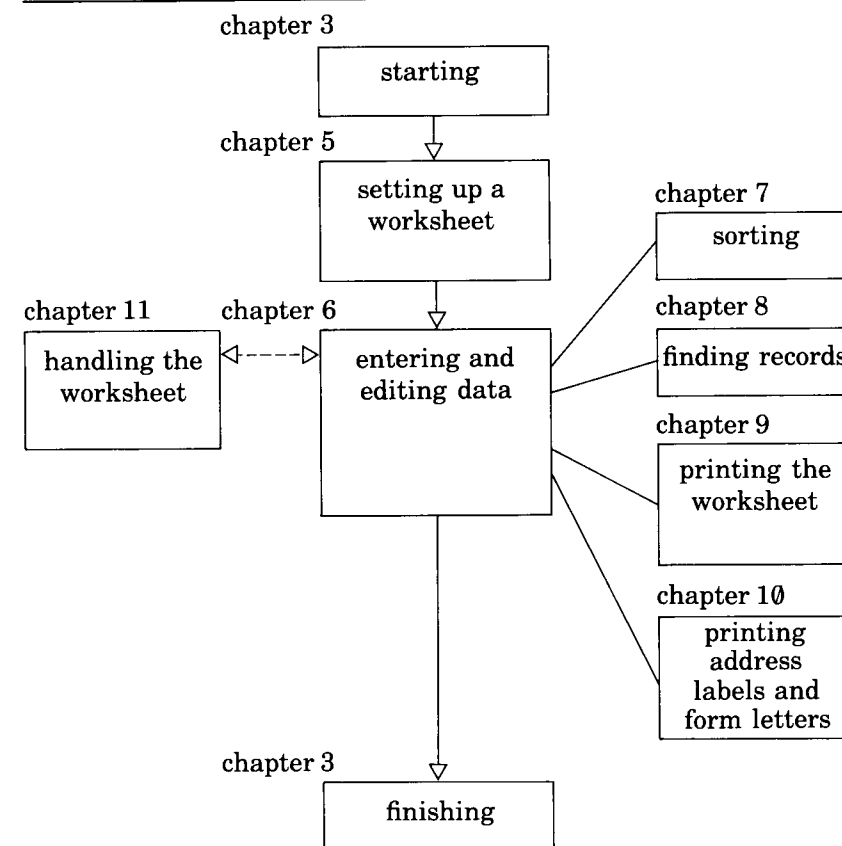 chapter 3
starting
chapter 5
setting up a
worksheet
chapter 11
handling the
worksheet
chapter 6
entering and
editing data
chapter 7
sorting
chapter 8
finding records
chapter 9
printing the
worksheet
chapter 10
printing
address
labels and
form letters
chapter 3
finishing